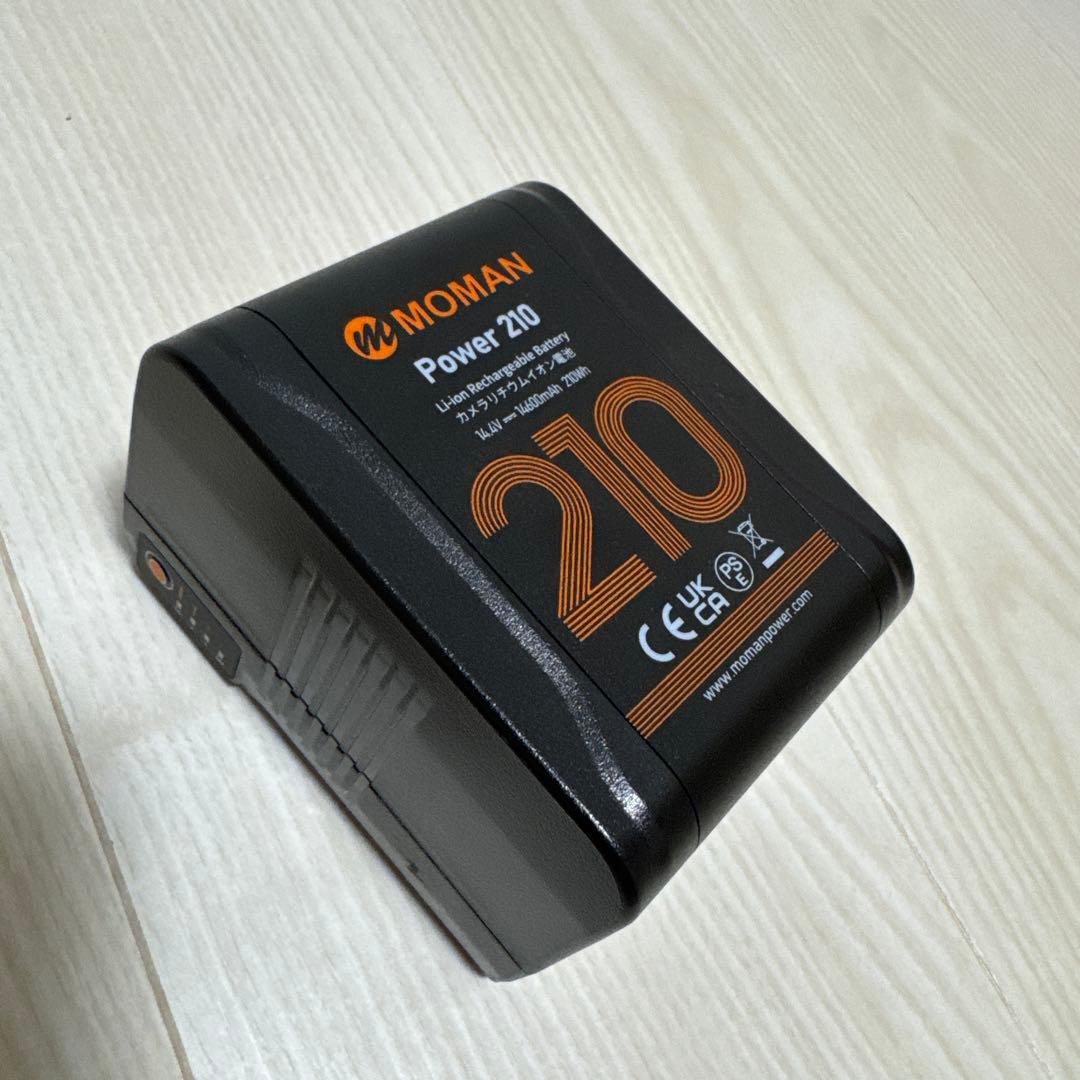 MOMAN
Power 210
Li-ion Rechargeable Battery
カメラリチウムイオン電池
14.4V ⎓ 14600mAh 210Wh
210
CE UK CA PS E
www.momanpower.com